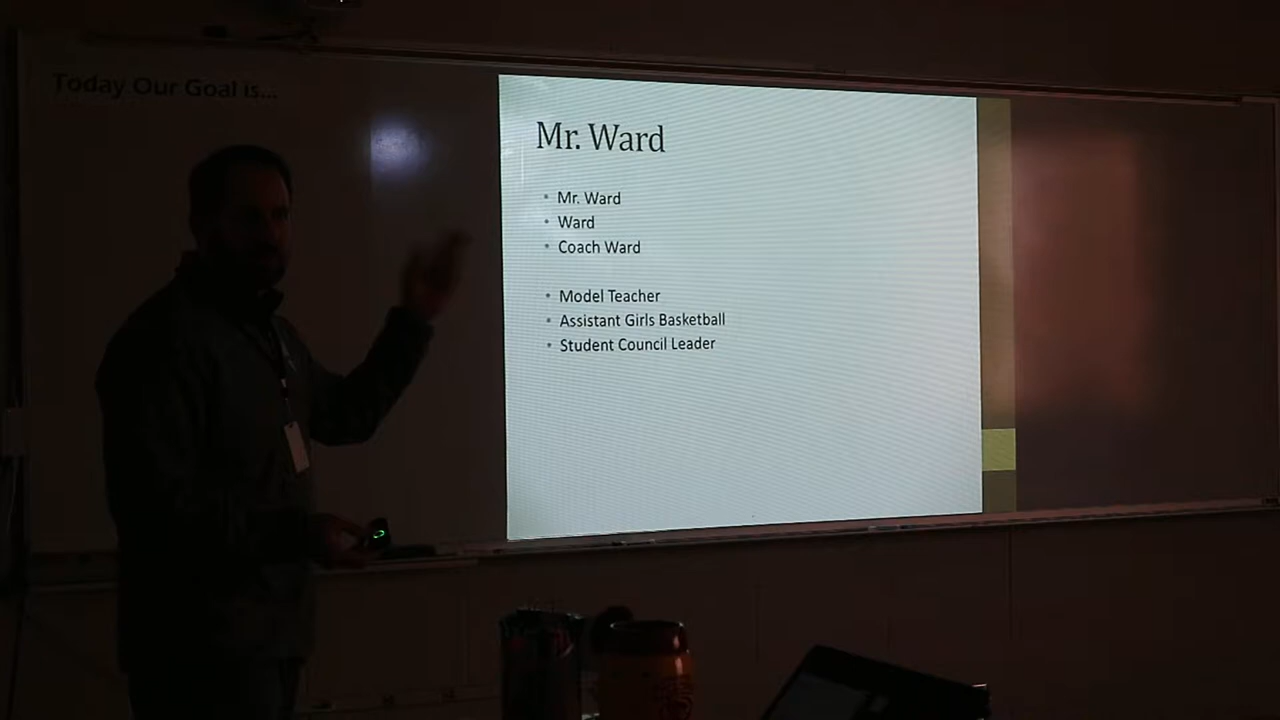 Today Our Goal is...
Mr. Ward
• Mr. Ward
• Ward
• Coach Ward
• Model Teacher
• Assistant Girls Basketball
• Student Council Leader